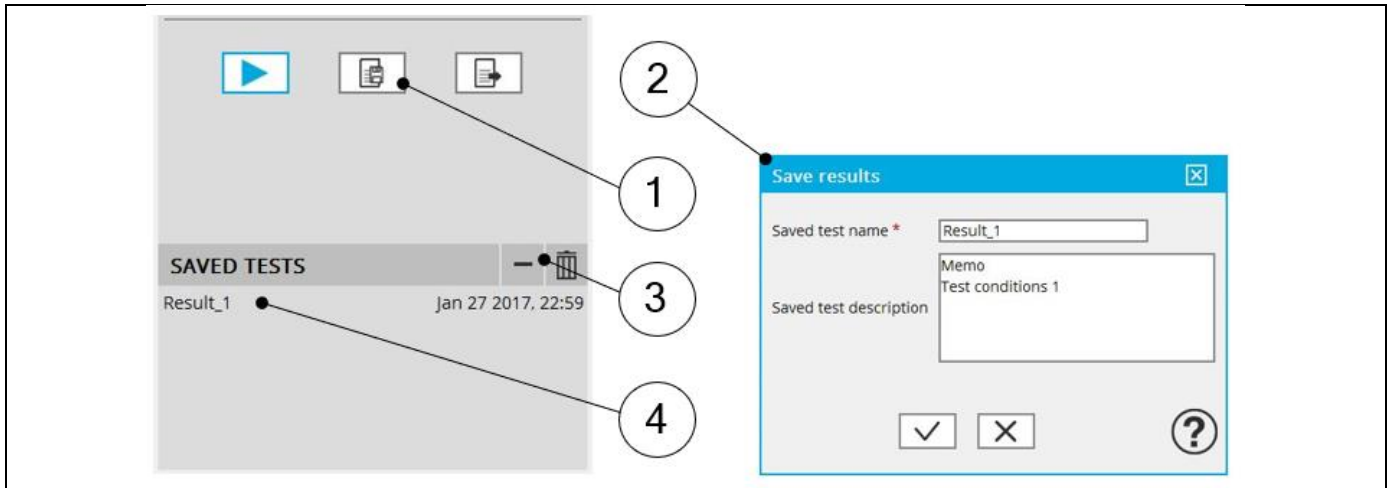 1
2
3
4
SAVED TESTS
Result_1 Jan 27 2017, 22:59
Save results
Saved test name * Result_1
Saved test description
Memo
Test conditions 1
?